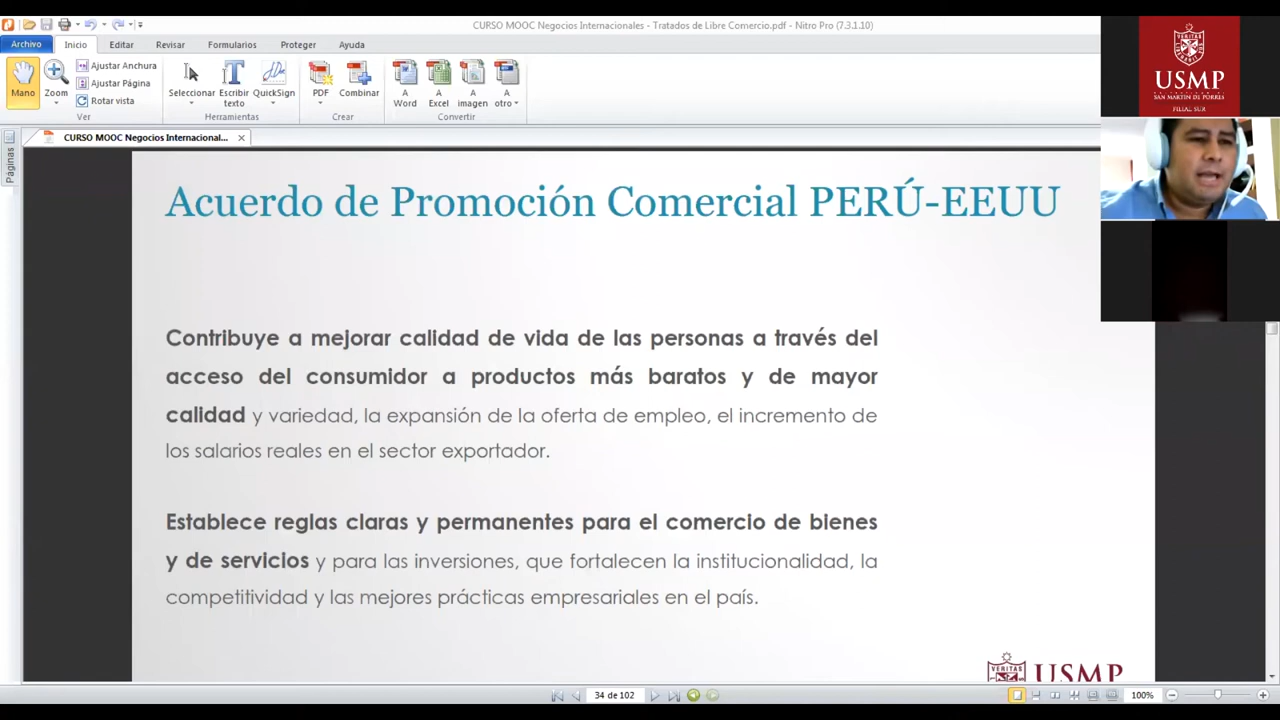 CURSO MOOC Negocios Internacionales - Tratados de Libre Comercio.pdf - Nitro Pro (7.3.1.10)
Archivo Inicio Editar Revisar Formularios Proteger Ayuda
Mano
Zoom
Ajustar Anchura
Ajustar Página
Rotar vista
Ver
Seleccionar
Escribir texto
QuickSign
Herramientas
PDF
Combinar
Crear
A Word
A Excel
A imagen
A otro
Convertir
VERITAS
USMP
SAN MARTIN DE PORRES
FILIAL SUR
CURSO MOOC Negocios Internacional...
Páginas
Acuerdo de Promoción Comercial PERÚ-EEUU
Contribuye a mejorar calidad de vida de las personas a través del
acceso del consumidor a productos más baratos y de mayor
calidad y variedad, la expansión de la oferta de empleo, el incremento de
los salarios reales en el sector exportador.
Establece reglas claras y permanentes para el comercio de bienes
y de servicios y para las inversiones, que fortalecen la institucionalidad, la
competitividad y las mejores prácticas empresariales en el país.
VERITAS
USMP
34 de 102
100%